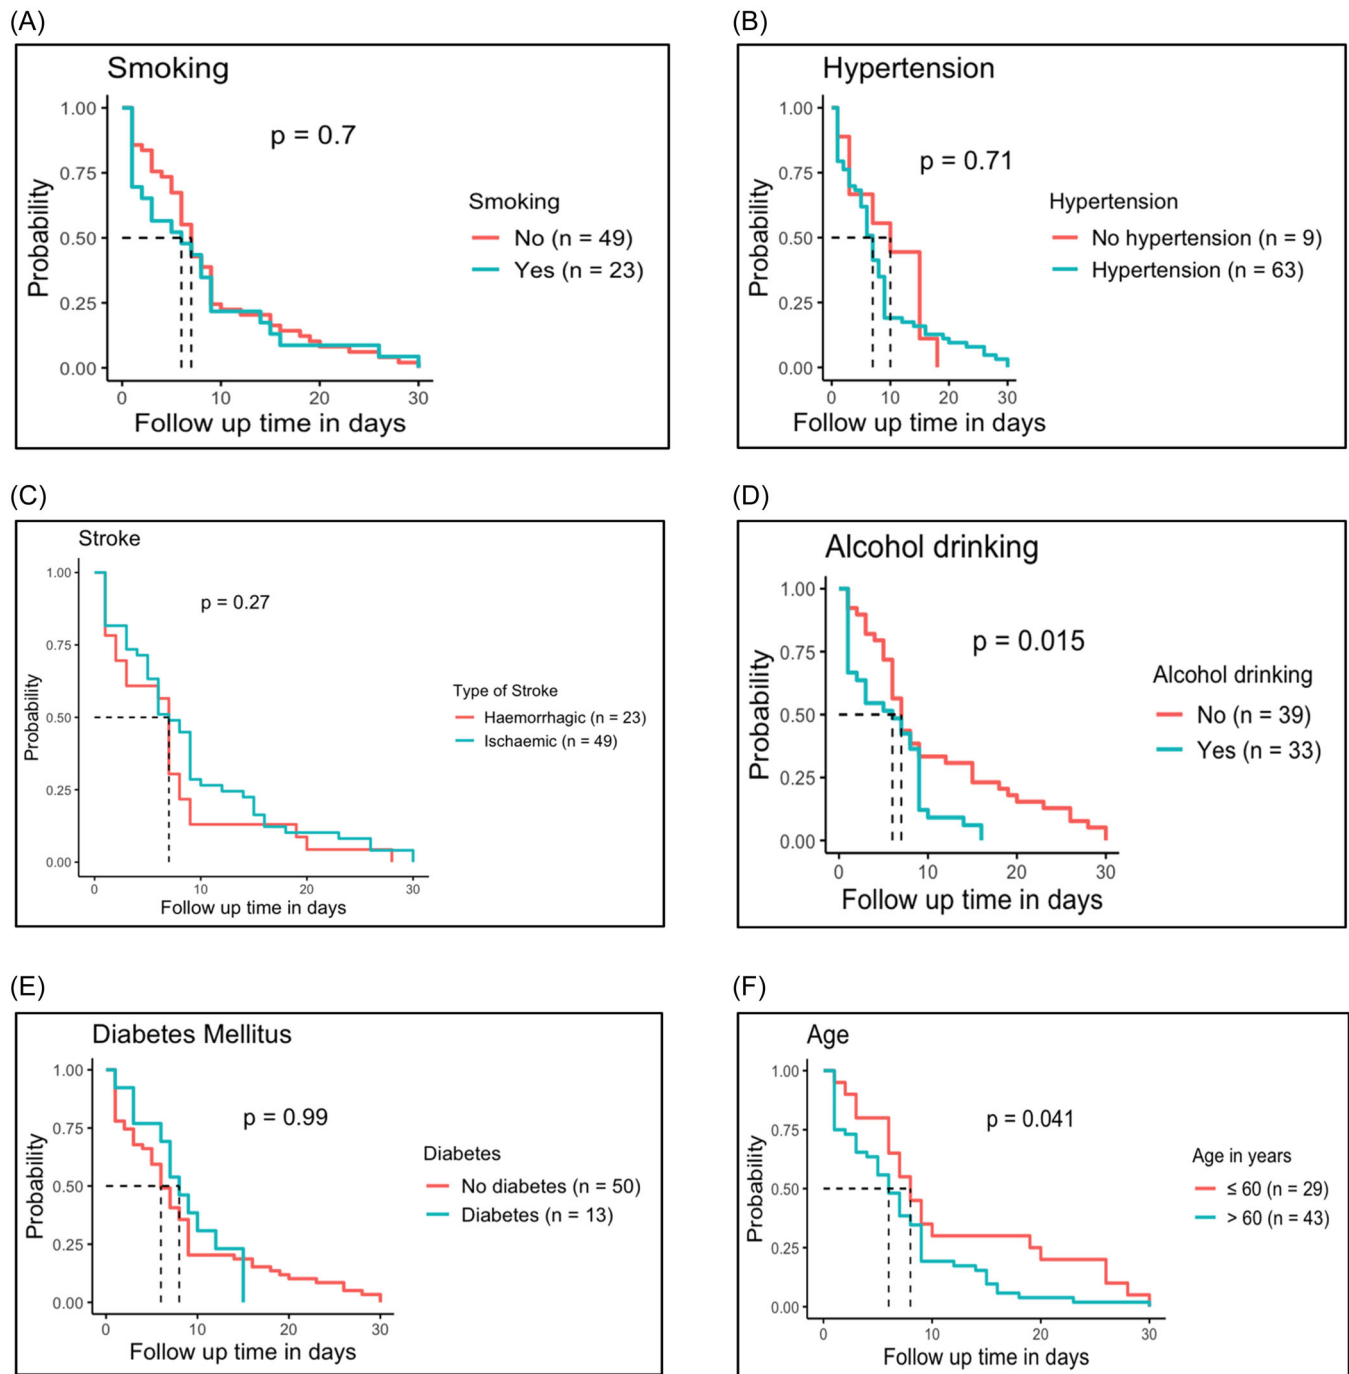 (A)
Smoking
1.00
0.75
0.50
0.25
0.00
Probability
p = 0.7
0 10 20 30
Follow up time in days
Smoking
No (n = 49)
Yes (n = 23)
(B)
Hypertension
1.00
0.75
0.50
0.25
0.00
Probability
p = 0.71
0 10 20 30
Follow up time in days
Hypertension
No hypertension (n = 9)
Hypertension (n = 63)
(C)
Stroke
1.00
0.75
0.50
0.25
0.00
Probability
p = 0.27
0 10 20 30
Follow up time in days
Type of Stroke
Haemorrhagic (n = 23)
Ischaemic (n = 49)
(D)
Alcohol drinking
1.00
0.75
0.50
0.25
0.00
Probability
p = 0.015
0 10 20 30
Follow up time in days
Alcohol drinking
No (n = 39)
Yes (n = 33)
(E)
Diabetes Mellitus
1.00
0.75
0.50
0.25
0.00
Probability
p = 0.99
0 10 20 30
Follow up time in days
Diabetes
No diabetes (n = 50)
Diabetes (n = 13)
(F)
Age
1.00
0.75
0.50
0.25
0.00
Probability
p = 0.041
0 10 20 30
Follow up time in days
Age in years
≤ 60 (n = 29)
> 60 (n = 43)